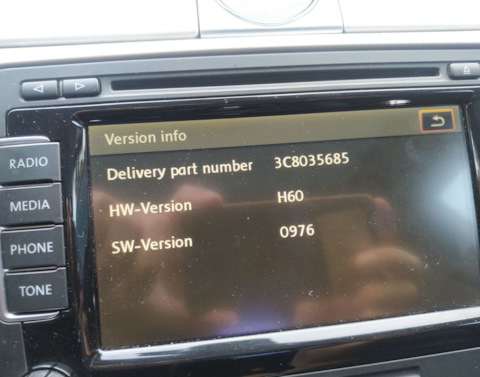 Version info
Delivery part number 3C8035685
HW-Version H60
SW-Version 0976
RADIO
MEDIA
PHONE
TONE